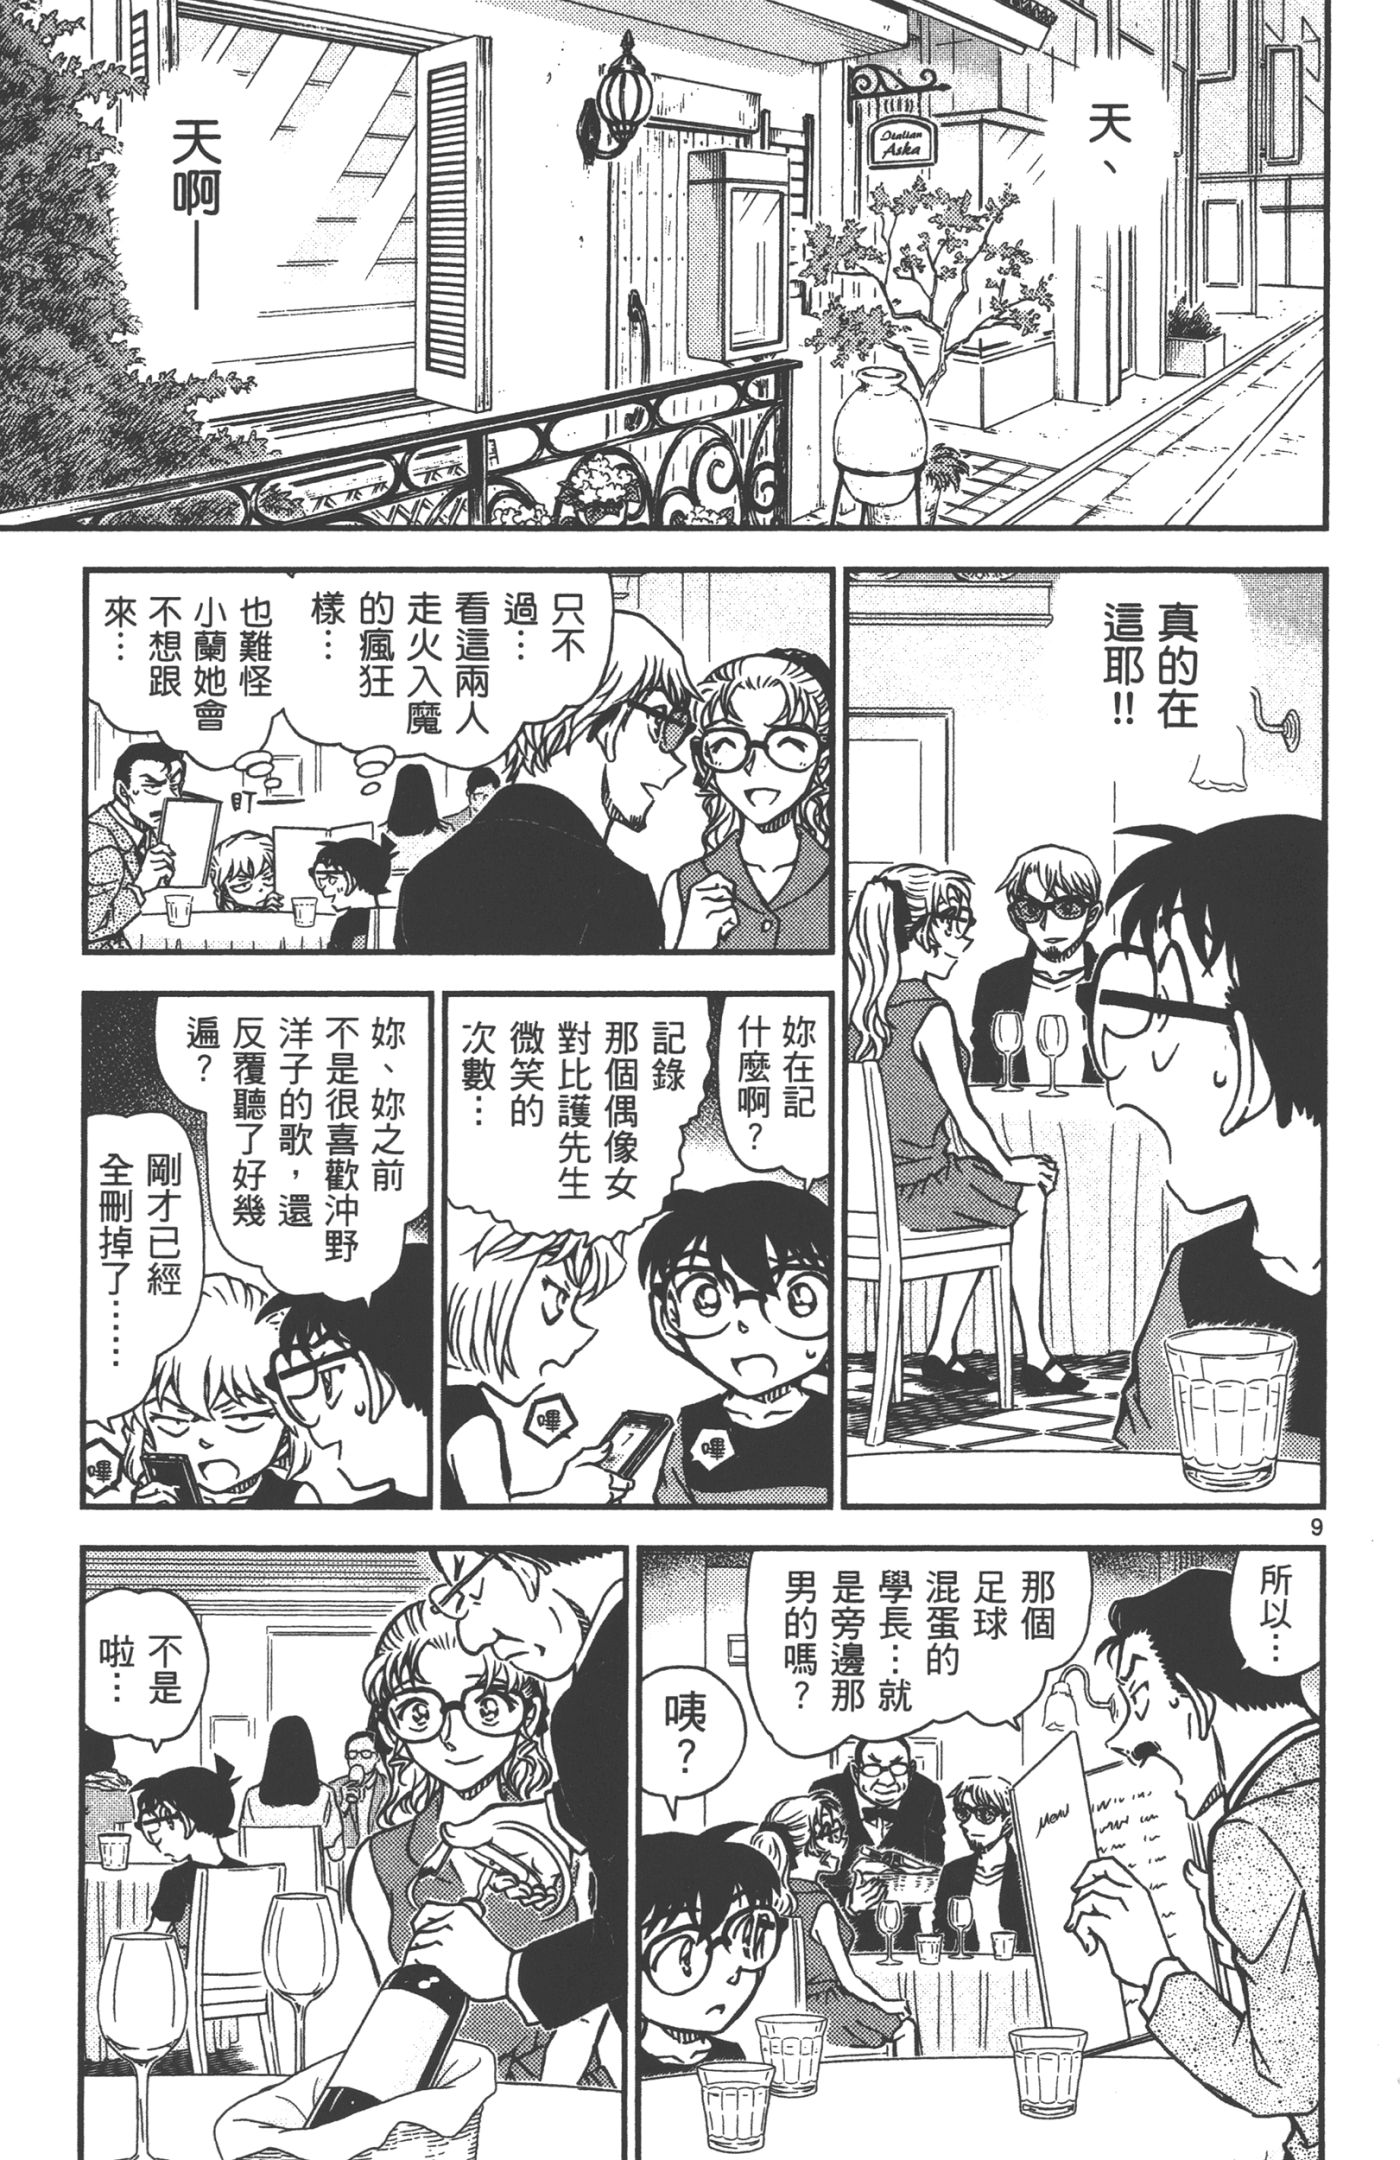 天、
Italian
Aska
天啊——
真的在
這耶!!
只不
過…
看這兩人
走火入魔
的瘋狂
樣…
也難怪
小蘭她會
不想跟
來…
盯—
妳在記
什麼啊?
記錄
那個偶像女
對比護先生
微笑的
次數…
嗶
嗶
妳、妳之前
不是很喜歡沖野
洋子的歌,還
反覆聽了好幾
遍?
剛才已經
全刪掉了……
嗶
9
所以…
那個
足球
混蛋的
學長…就
是旁邊那
男的嗎?
Menu
咦?
不是
啦…